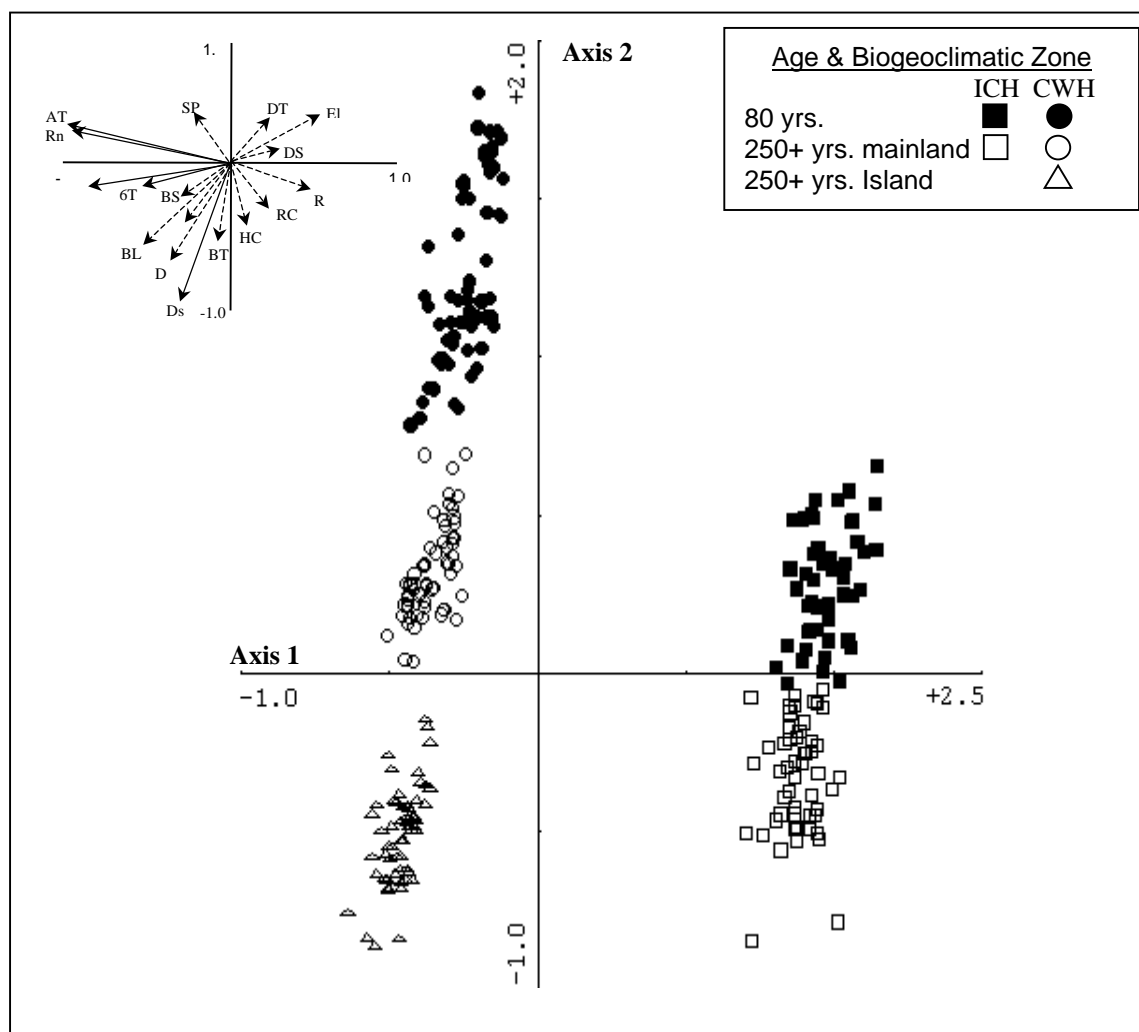 1.
Axis 2
+2.0
Age & Biogeoclimatic Zone
ICH CWH
80 yrs.
250+ yrs. mainland
250+ yrs. Island
SP
DT
El
AT
Rn
DS
-
1.0
6T
BS
R
RC
HC
BL
BT
D
Ds
-1.0
Axis 1
-1.0
+2.5
-1.0